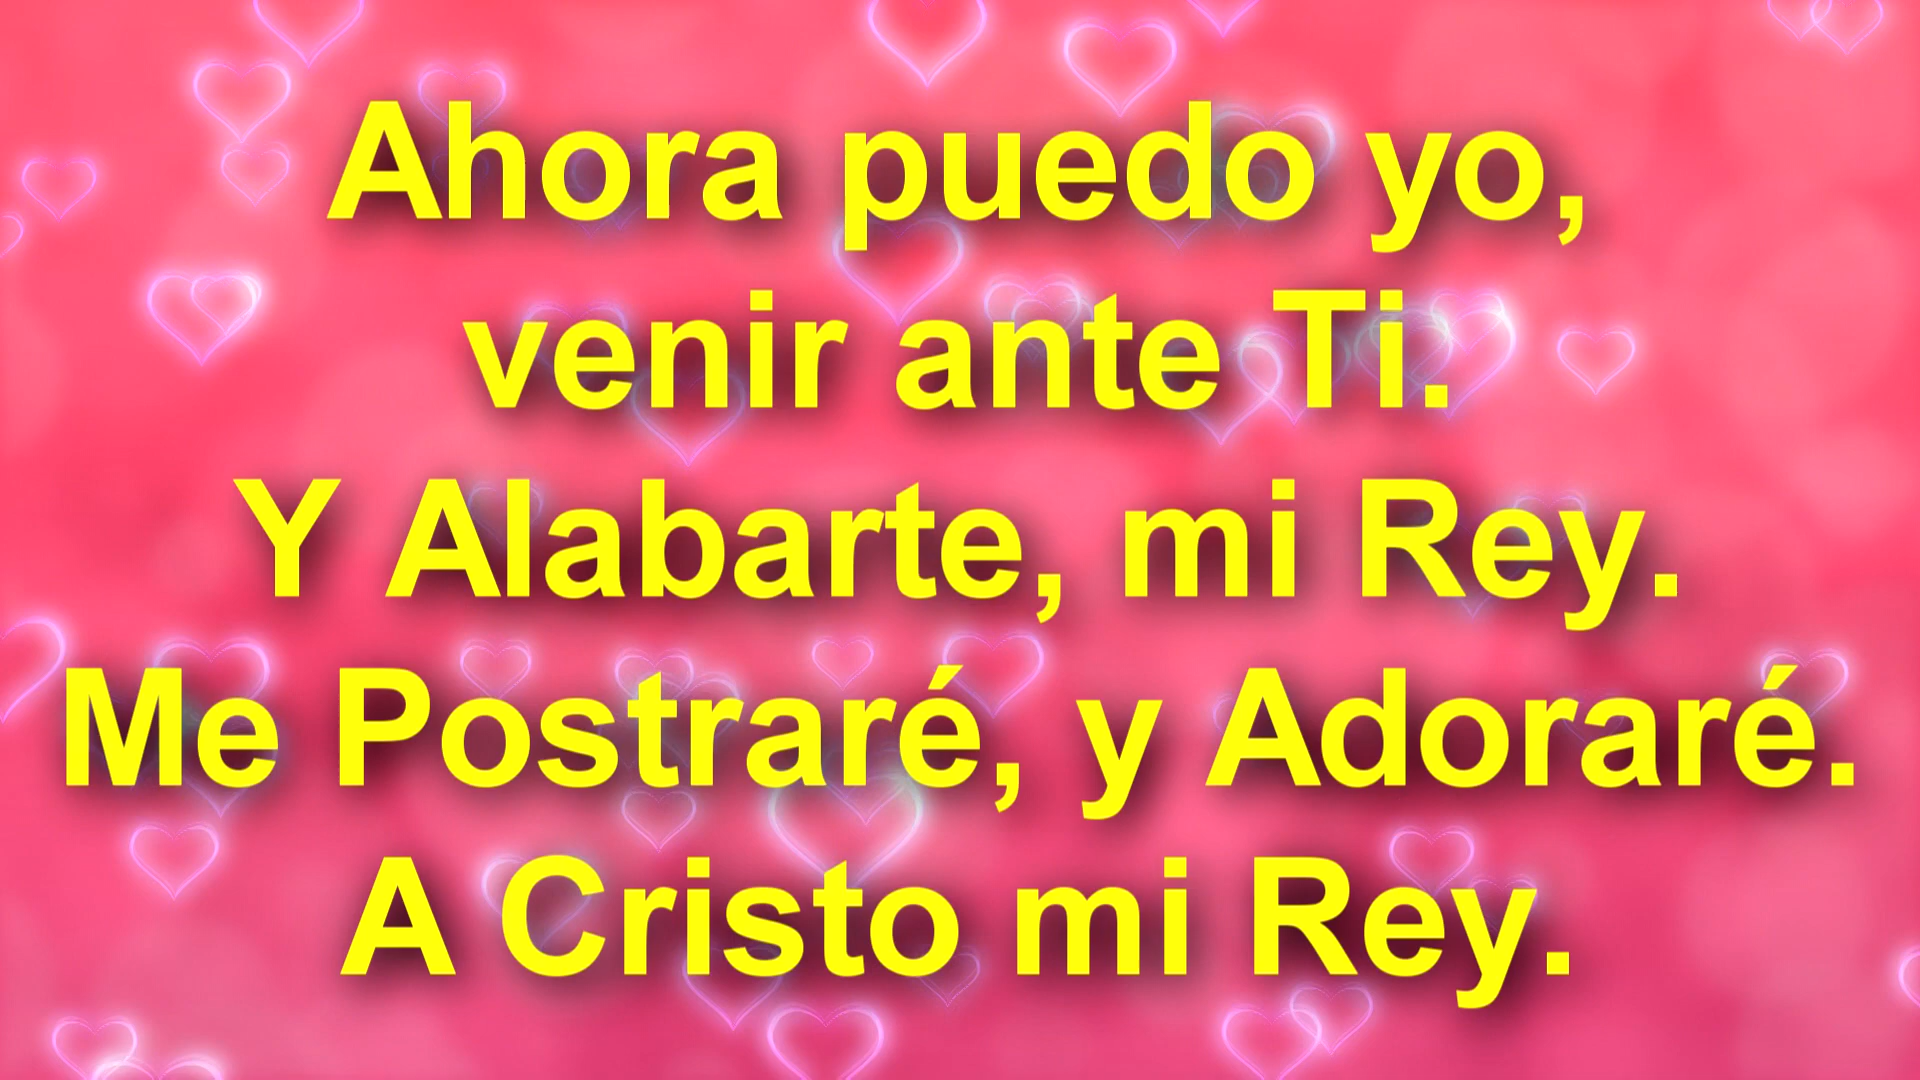 Ahora puedo yo,
venir ante Ti.
Y Alabarte, mi Rey.
Me Postraré, y Adoraré.
A Cristo mi Rey.